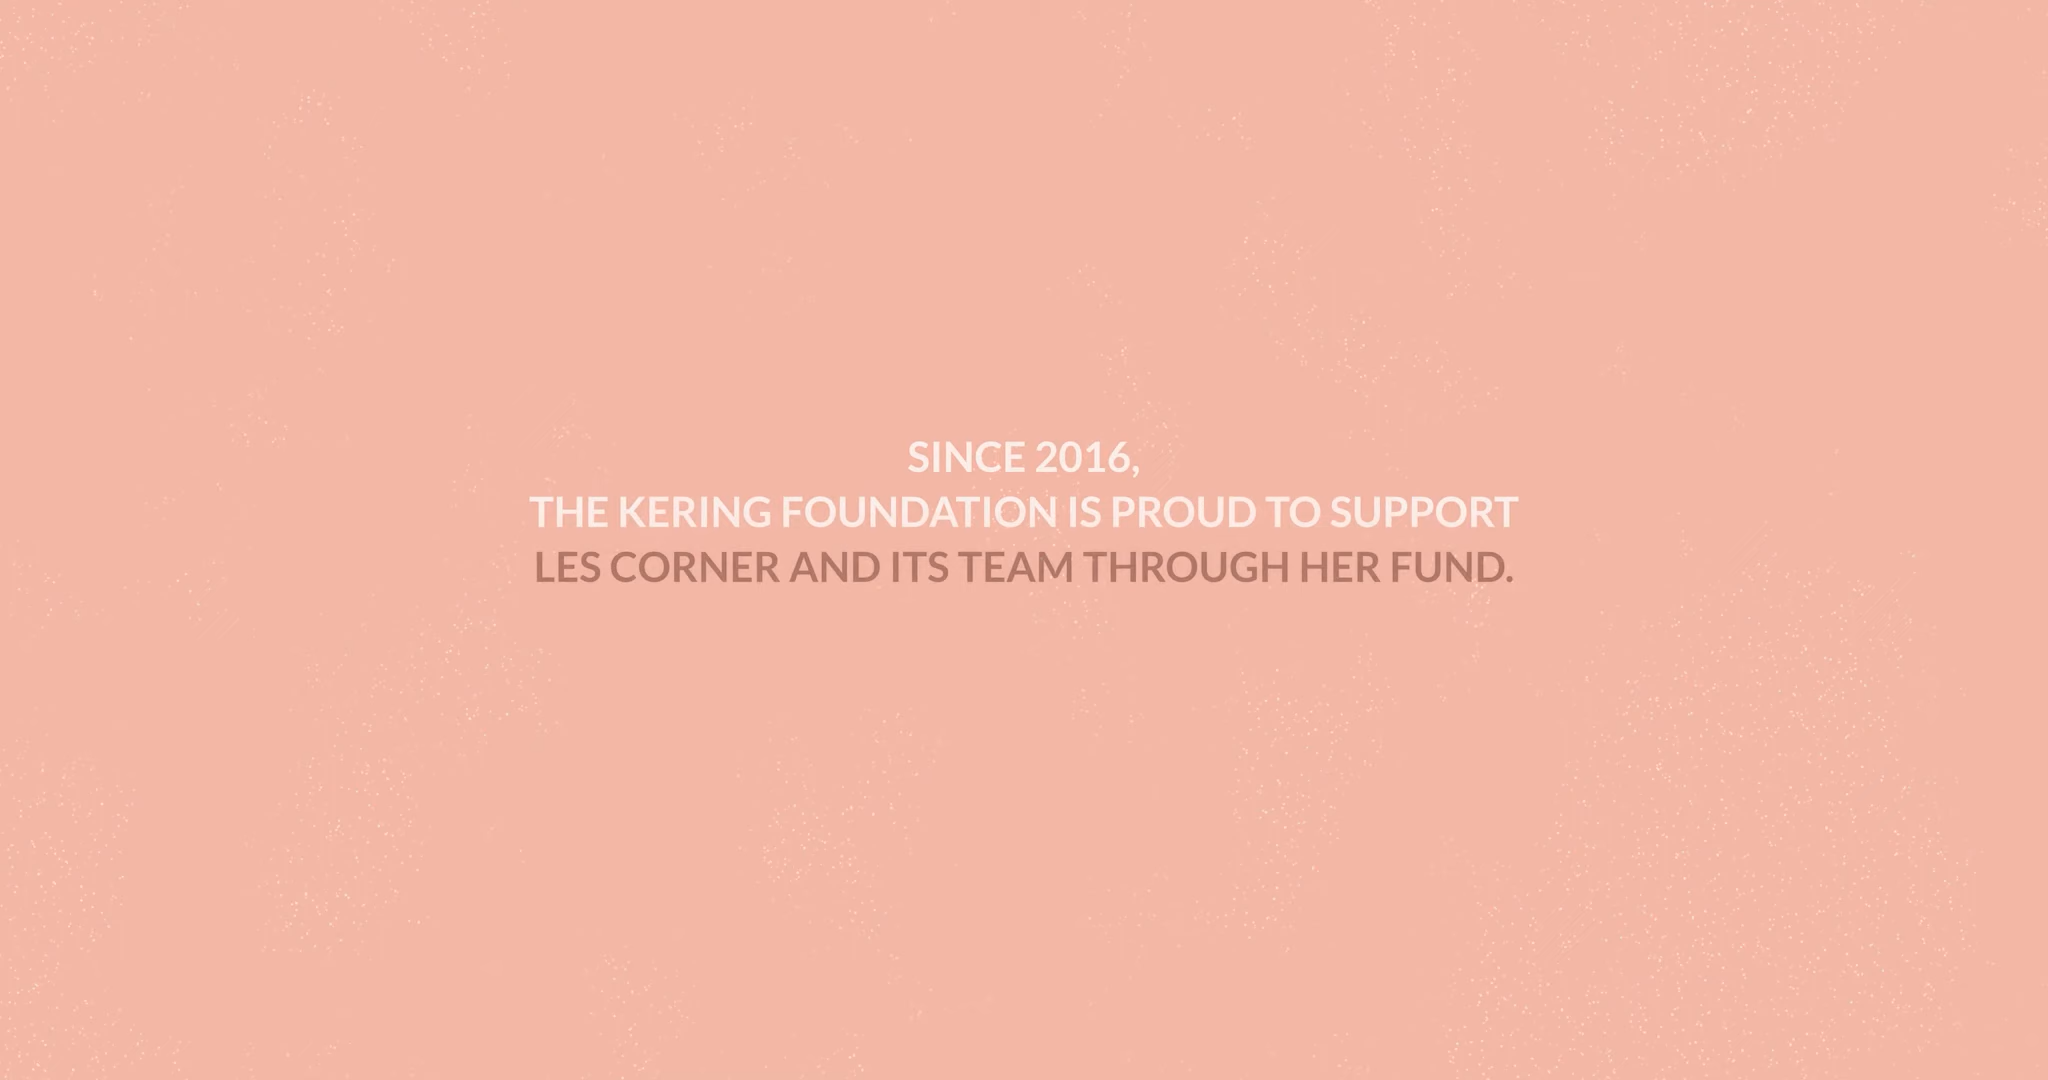 SINCE 2016,
THE KERING FOUNDATION IS PROUD TO SUPPORT
LES CORNER AND ITS TEAM THROUGH HER FUND.